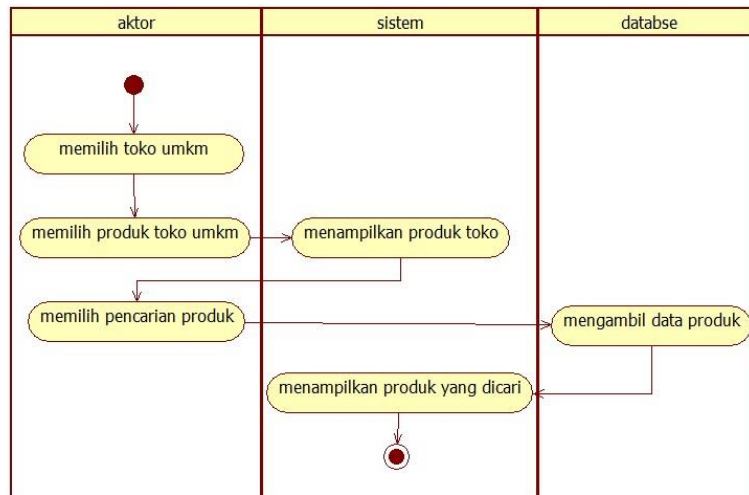 aktor
sistem
databse
memilih toko umkm
memilih produk toko umkm
menampilkan produk toko
memilih pencarian produk
mengambil data produk
menampilkan produk yang dicari